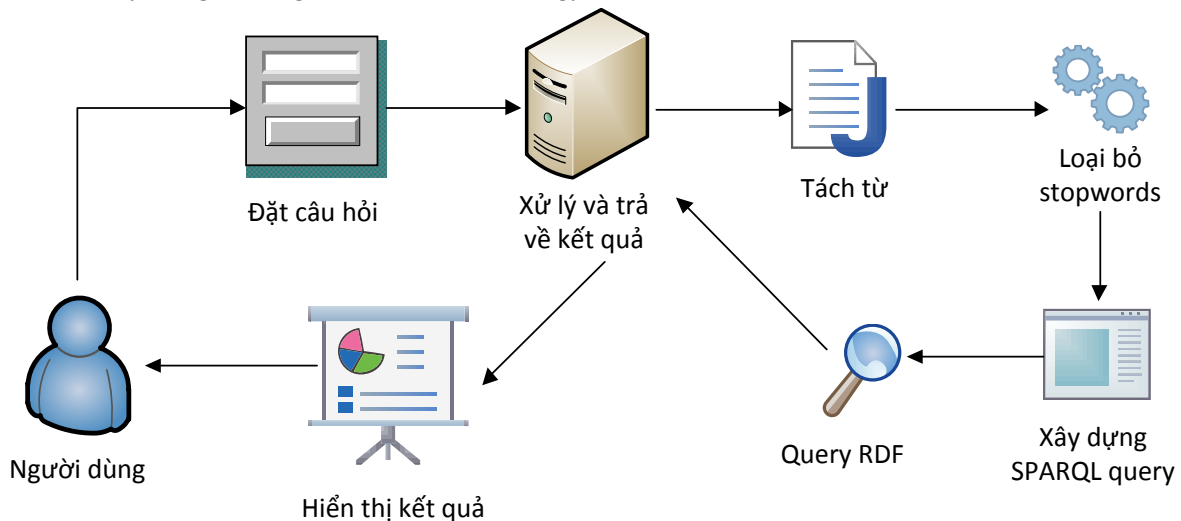 Đặt câu hỏi
Xử lý và trả
về kết quả
Tách từ
Loại bỏ
stopwords
Người dùng
Hiển thị kết quả
Query RDF
Xây dựng
SPARQL query